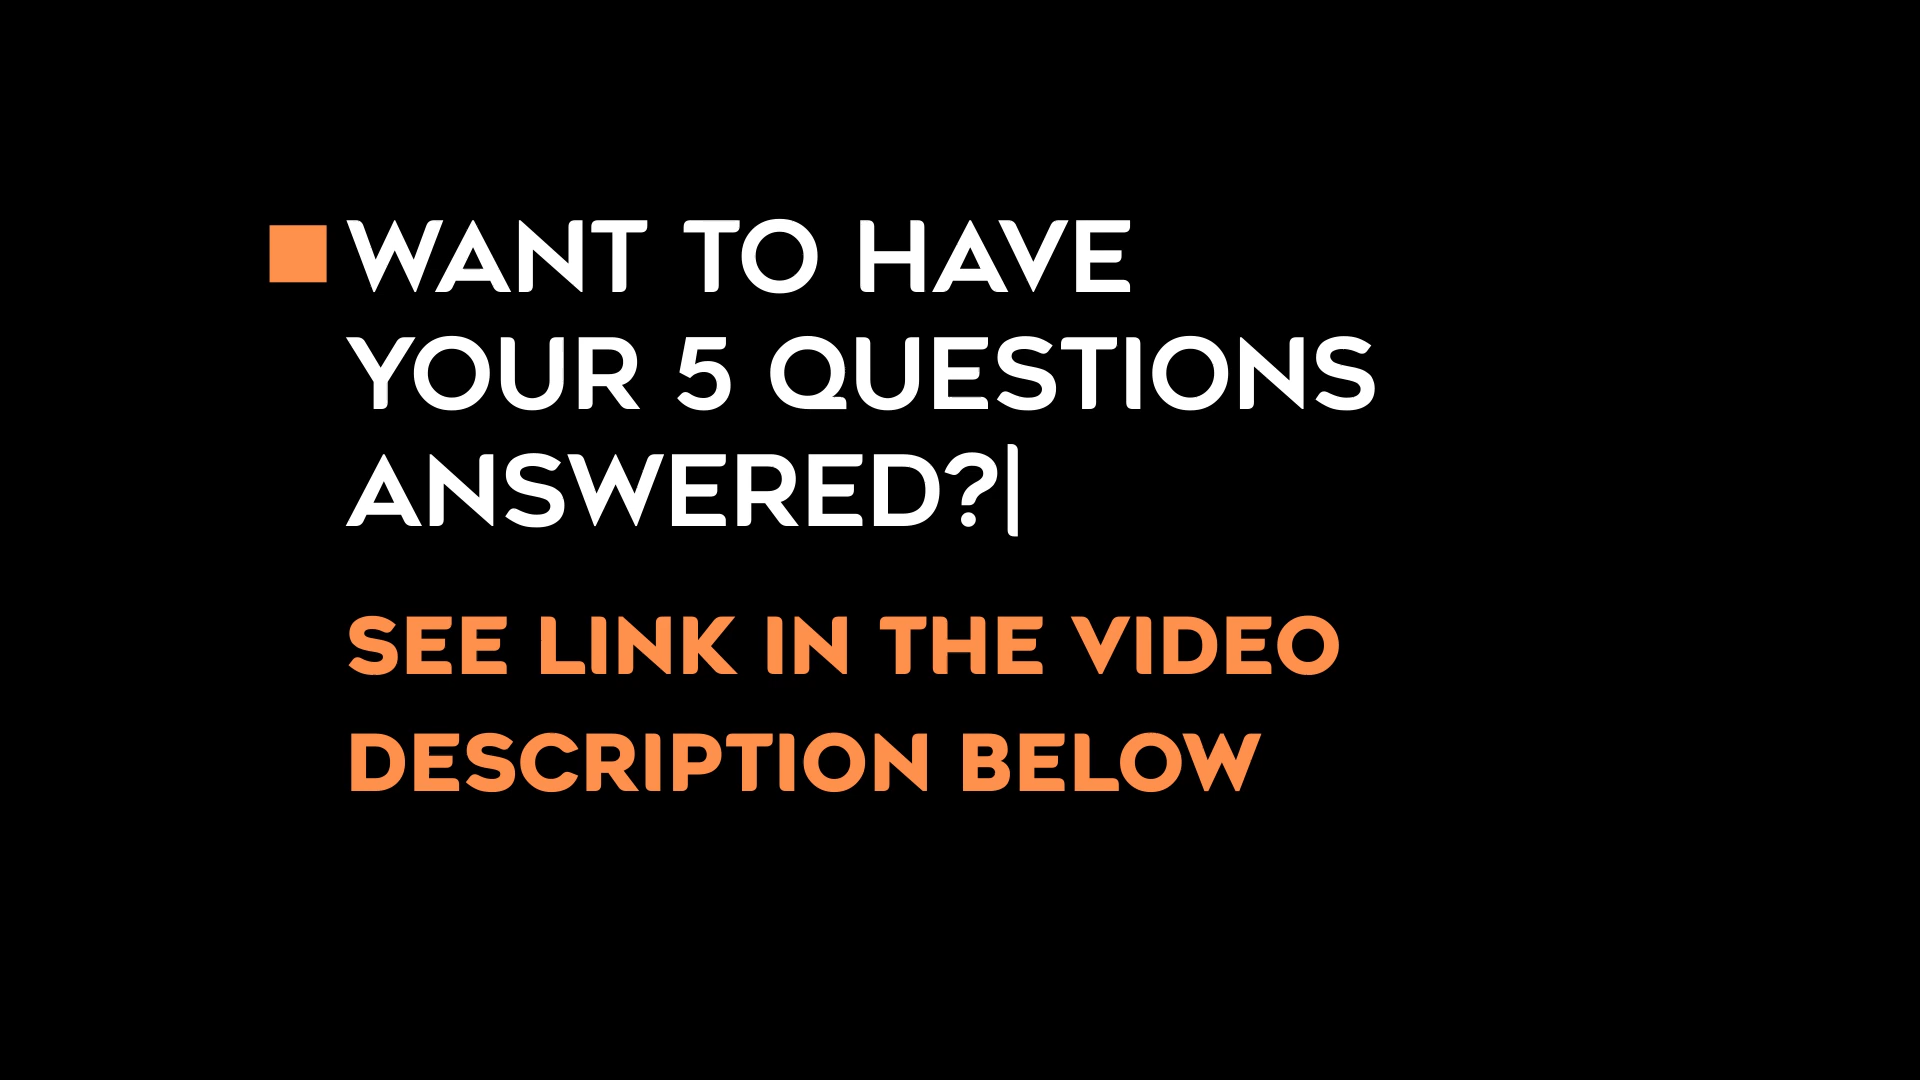 WANT TO HAVE
YOUR 5 QUESTIONS
ANSWERED?|
SEE LINK IN THE VIDEO
DESCRIPTION BELOW